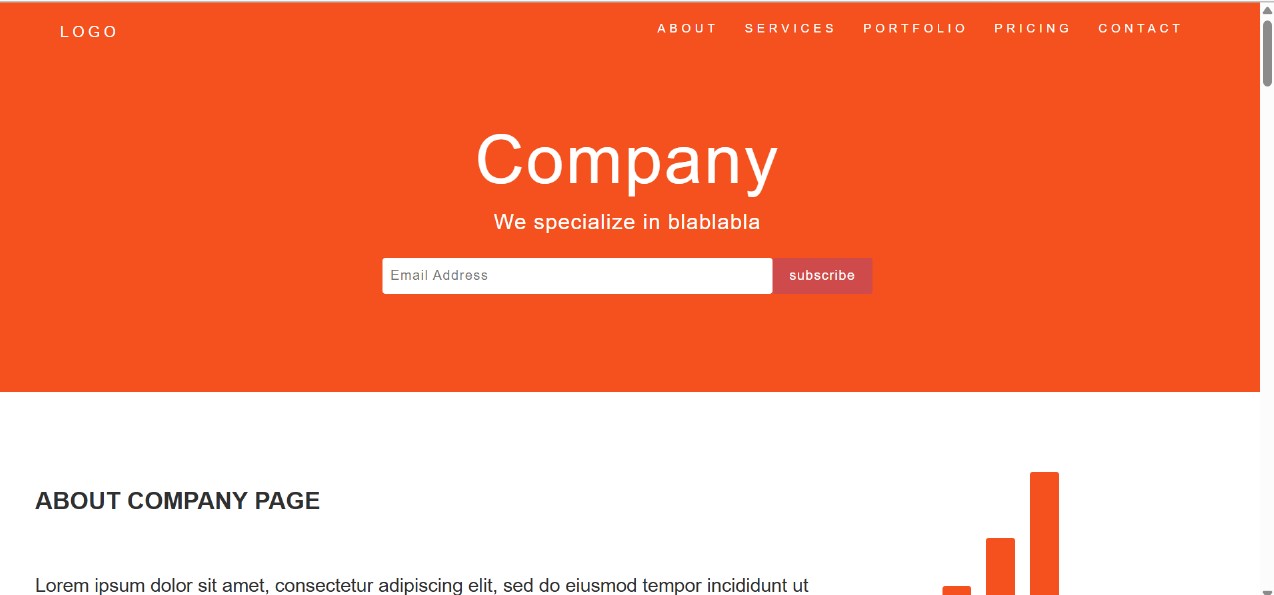 LOGO
ABOUT SERVICES PORTFOLIO PRICING CONTACT
Company
We specialize in blablabla
Email Address subscribe
ABOUT COMPANY PAGE
Lorem ipsum dolor sit amet, consectetur adipiscing elit, sed do eiusmod tempor incididunt ut